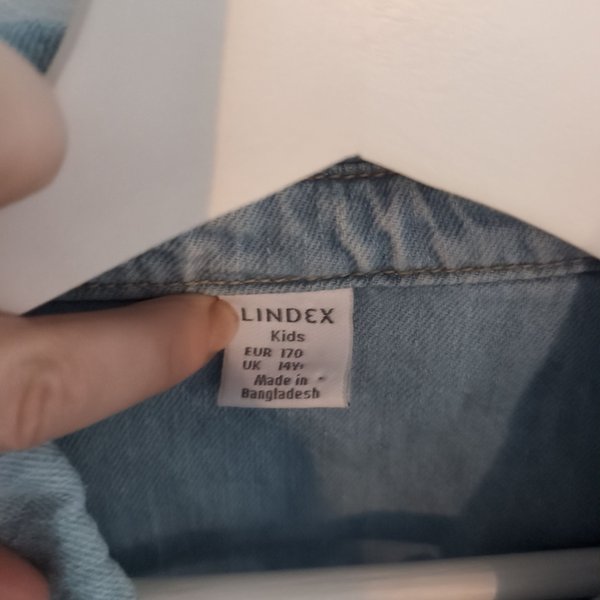 LINDEX
Kids
EUR 170
UK 14Y+
Made in
Bangladesh